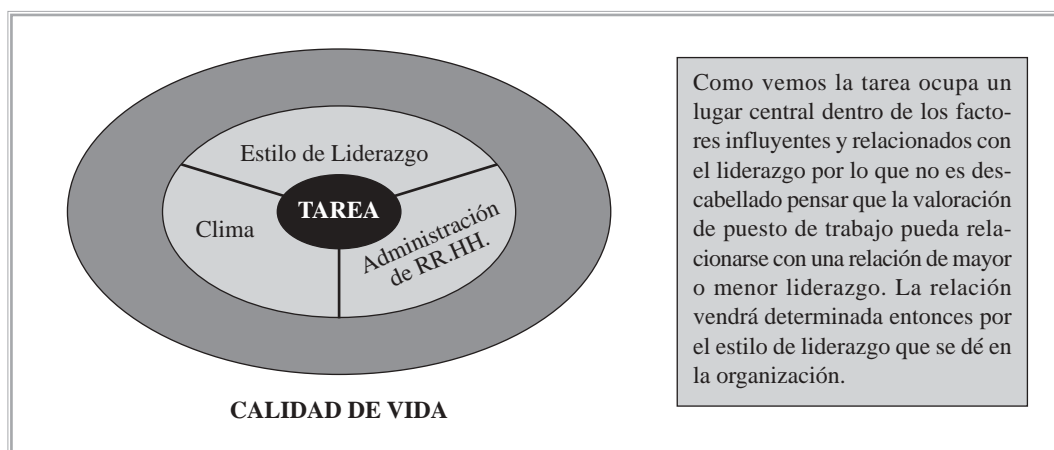 Estilo de Liderazgo
TAREA
Clima
Administración
de RR.HH.
CALIDAD DE VIDA
Como vemos la tarea ocupa un
lugar central dentro de los facto-
res influyentes y relacionados con
el liderazgo por lo que no es des-
cabellado pensar que la valoración
de puesto de trabajo pueda rela-
cionarse con una relación de mayor
o menor liderazgo. La relación
vendrá determinada entonces por
el estilo de liderazgo que se dé en
la organización.